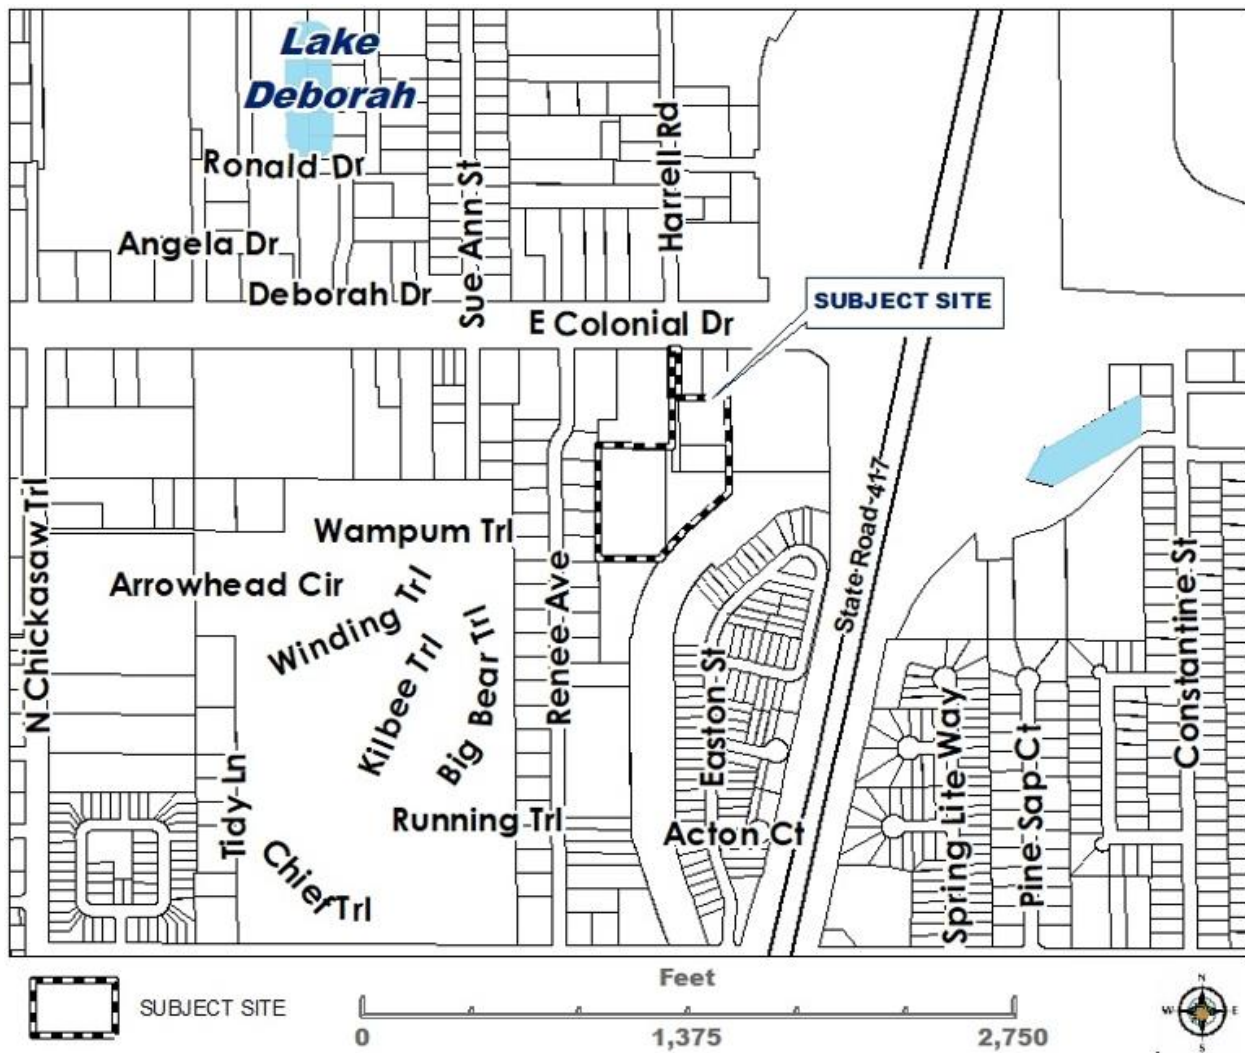 Lake
Deborah
Ronald Dr
Sue Ann St
Harrell Rd
Angela Dr
Deborah Dr
E Colonial Dr
SUBJECT SITE
N Chickasaw Trl
Wampum Trl
Arrowhead Cir
Winding Trl
Kilbee Trl
Big Bear Trl
Renee Ave
State Road 417
Easton St
Constantine St
Tidy Ln
Running Trl
Acton Ct
Spring Lite Way
Pine Sap Ct
Chief Trl
SUBJECT SITE
Feet
0 1,375 2,750
N
W E
S